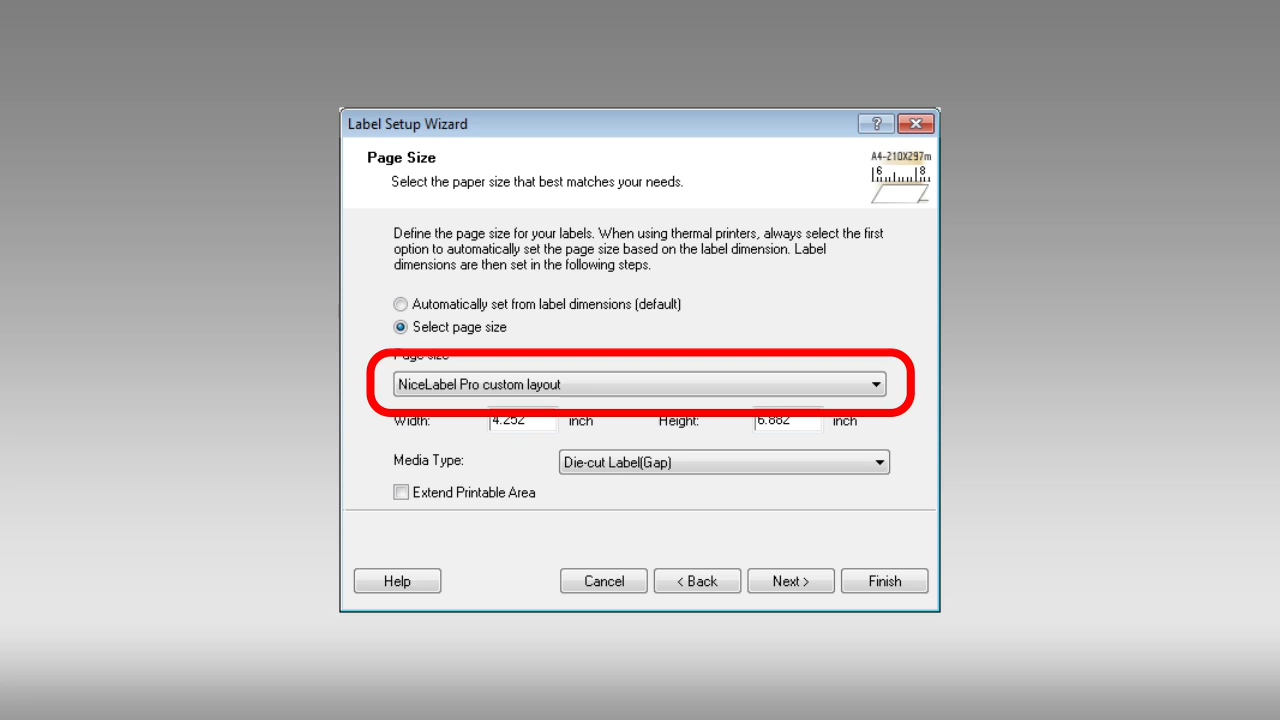 Label Setup Wizard
?
Page Size
Select the paper size that best matches your needs.
A4-210X297m
6 8
Define the page size for your labels. When using thermal printers, always select the first
option to automatically set the page size based on the label dimension. Label
dimensions are then set in the following steps.
Automatically set from label dimensions (default)
Select page size
Page size
NiceLabel Pro custom layout
Width: 4.252 inch Height: 6.882 inch
Media Type: Die-cut Label(Gap)
Extend Printable Area
Help Cancel < Back Next > Finish